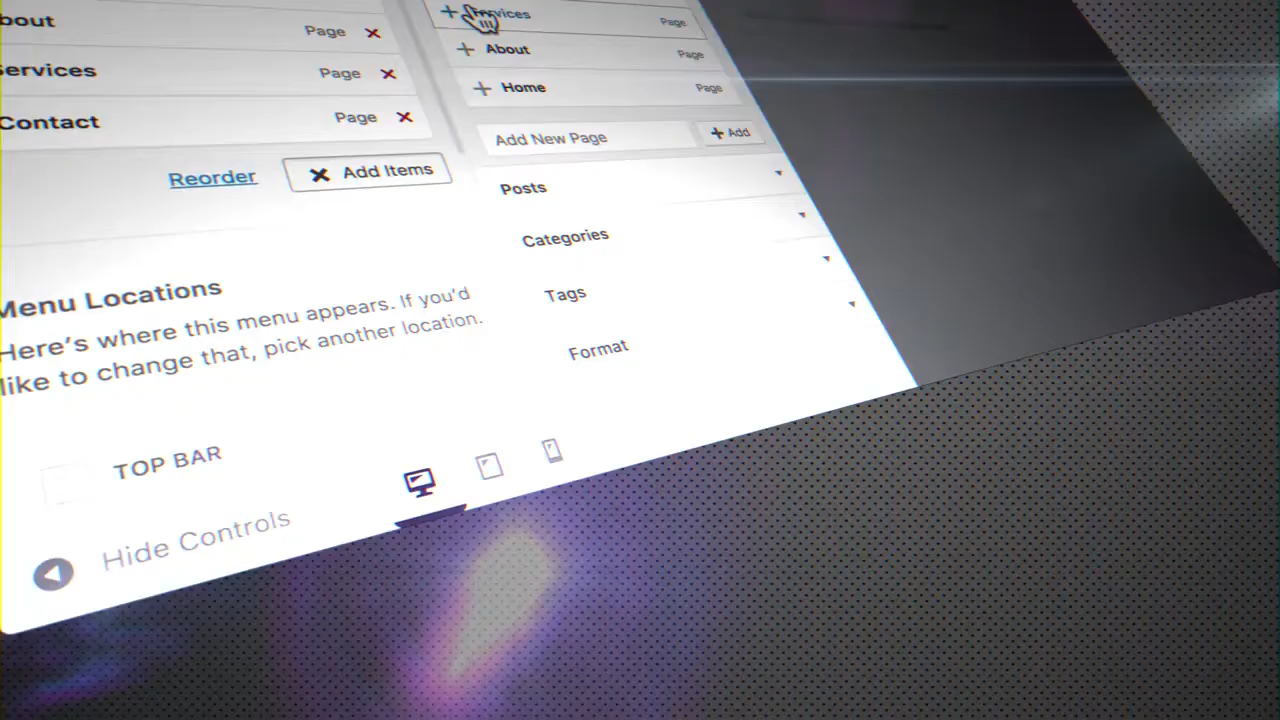 bout Page
ervices Page
Contact Page
Reorder Add Items
Menu Locations
Here's where this menu appears. If you'd
like to change that, pick another location.
TOP BAR
Hide Controls
ervices Page
About Page
Home Page
Add New Page Add
Posts
Categories
Tags
Format